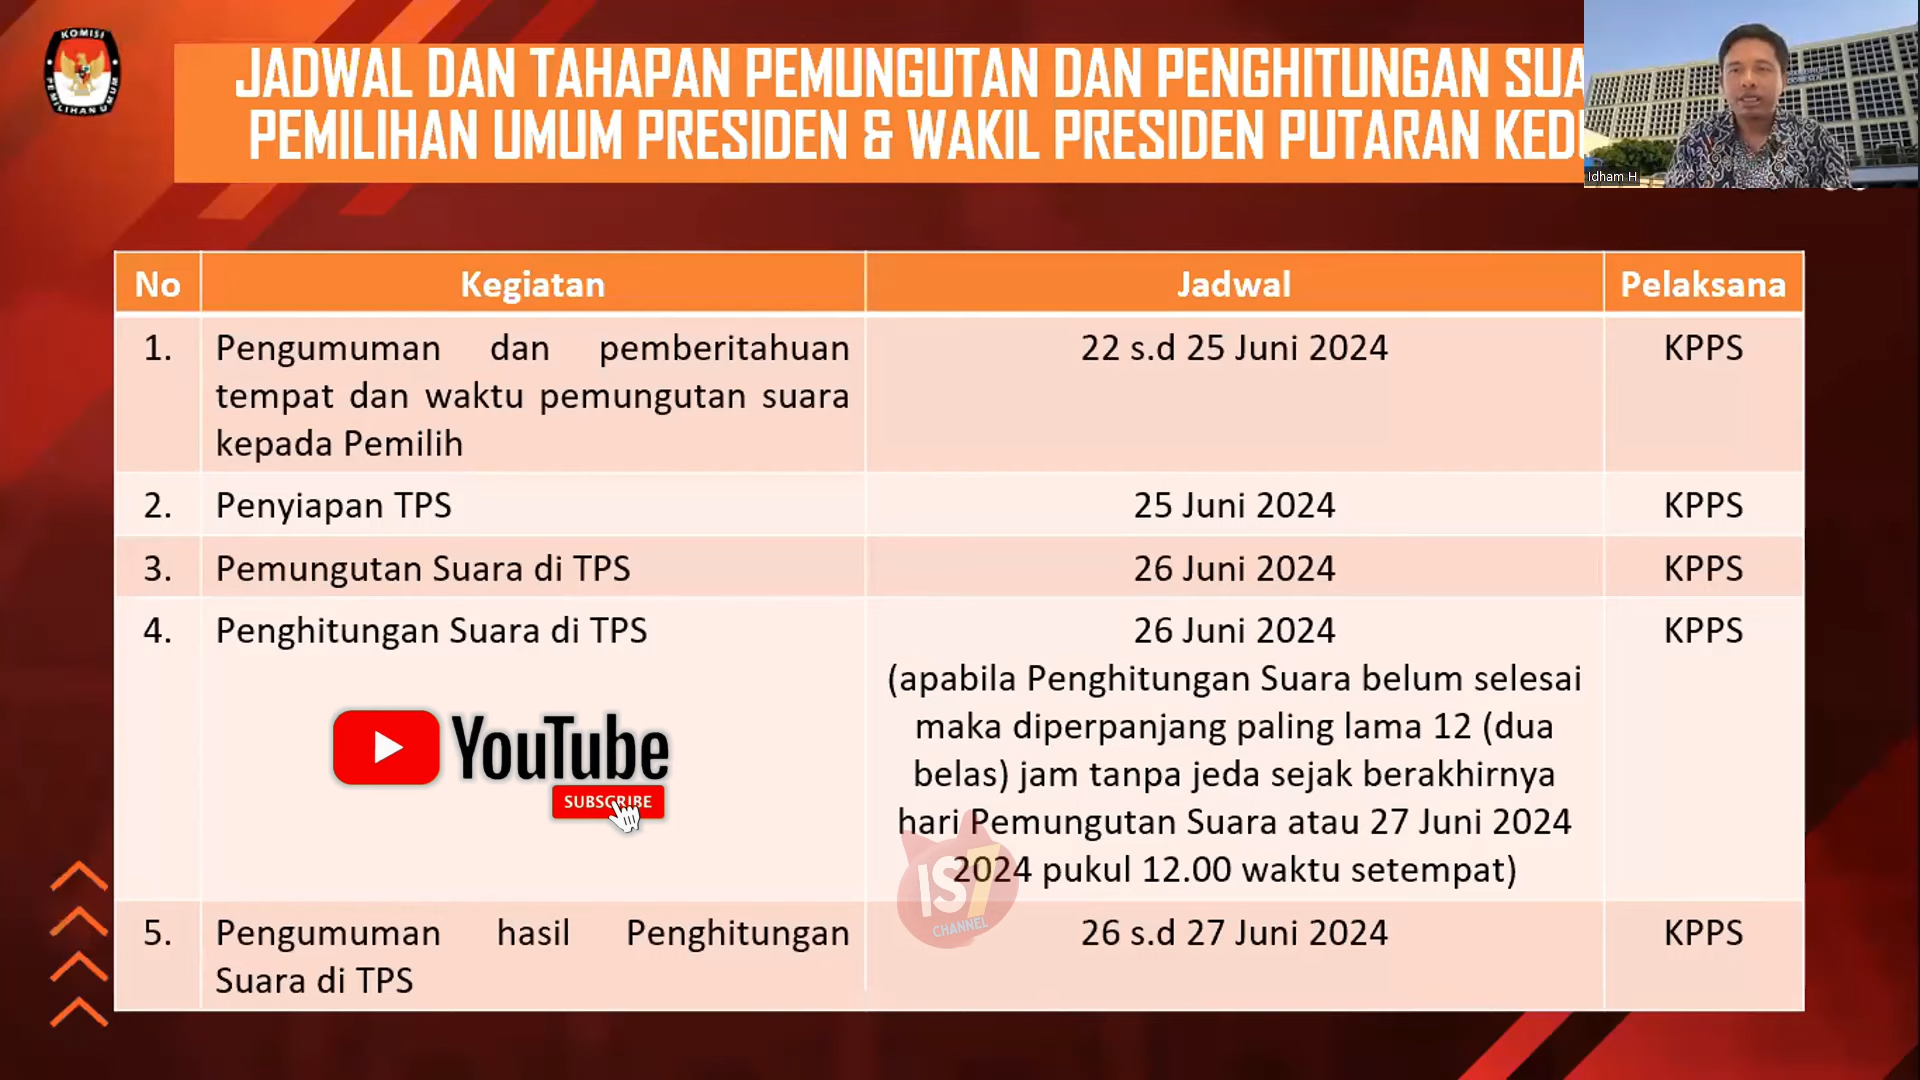 KOMISI
PEMILIHAN UMUM
JADWAL DAN TAHAPAN PEMUNGUTAN DAN PENGHITUNGAN SUA
PEMILIHAN UMUM PRESIDEN & WAKIL PRESIDEN PUTARAN KEDU
Idham H
No Kegiatan Jadwal Pelaksana
1. Pengumuman dan pemberitahuan
tempat dan waktu pemungutan suara
kepada Pemilih
22 s.d 25 Juni 2024
KPPS
2. Penyiapan TPS 25 Juni 2024 KPPS
3. Pemungutan Suara di TPS 26 Juni 2024 KPPS
4. Penghitungan Suara di TPS
26 Juni 2024
(apabila Penghitungan Suara belum selesai
maka diperpanjang paling lama 12 (dua
belas) jam tanpa jeda sejak berakhirnya
hari Pemungutan Suara atau 27 Juni 2024
2024 pukul 12.00 waktu setempat)
KPPS
YouTube
SUBSCRIBE
IS7
CHANNEL
5. Pengumuman hasil Penghitungan
Suara di TPS
26 s.d 27 Juni 2024
KPPS